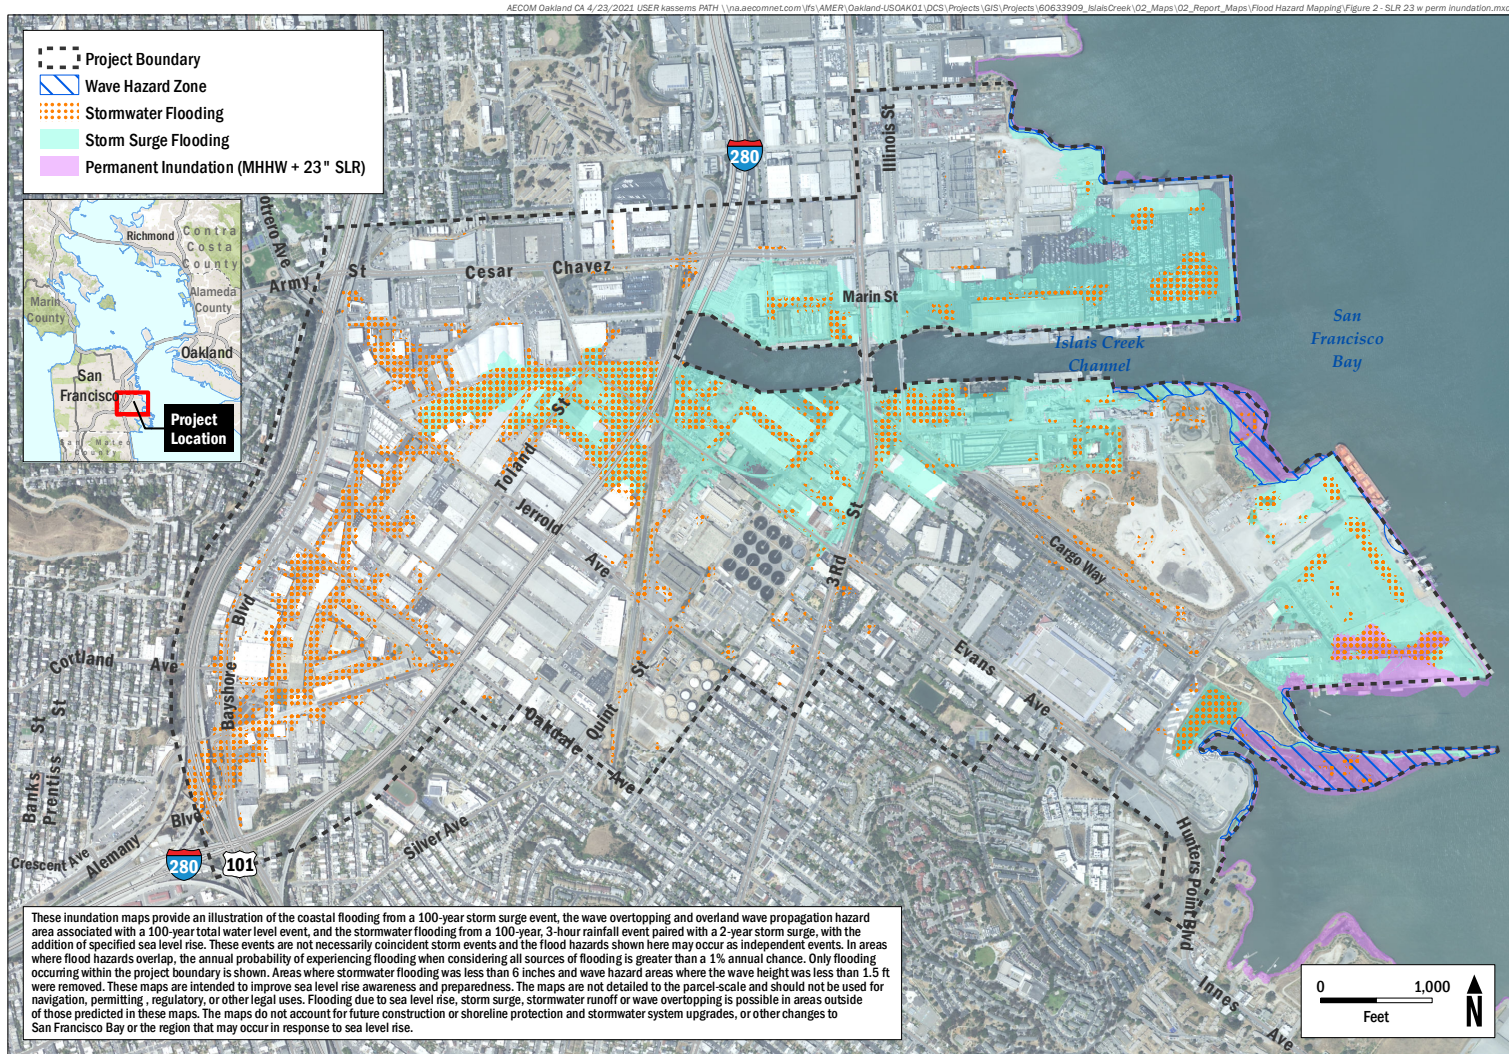 AECOM Oakland CA 4/23/2021 USER kassems PATH \\na.aecomnet.com\lfs\AMER\Oakland-USOAK01\DCS\Projects\GIS\Projects\60633909_IslaisCreek\02_Maps\02_Report_Maps\Flood Hazard Mapping\Figure 2 - SLR 23 w perm inundation.mxd
Project Boundary
Wave Hazard Zone
Stormwater Flooding
Storm Surge Flooding
Permanent Inundation (MHHW + 23" SLR)
280
Illinois St
Richmond
Contra
Costa
County
Marin
County
Alameda
County
Oakland
San
Francisco
San Mateo
County
Project
Location
otrero Ave
Army
St
Cesar
Chavez
Marin St
Islais Creek
Channel
San
Francisco
Bay
Toland
St
Jerrold
Ave
3Rd
St
Cargo Way
Evans
Ave
Cortland
Ave
Bayshore
Blvd
St
St
Banks
Prentiss
Quint
St
Oakdale
Ave
Silver Ave
Blvd
Alemany
Crescent Ave
280
101
Hunters Point Blvd
Innes
Ave
These inundation maps provide an illustration of the coastal flooding from a 100-year storm surge event, the wave overtopping and overland wave propagation hazard
area associated with a 100-year total water level event, and the stormwater flooding from a 100-year, 3-hour rainfall event paired with a 2-year storm surge, with the
addition of specified sea level rise. These events are not necessarily coincident storm events and the flood hazards shown here may occur as independent events. In areas
where flood hazards overlap, the annual probability of experiencing flooding when considering all sources of flooding is greater than a 1% annual chance. Only flooding
occurring within the project boundary is shown. Areas where stormwater flooding was less than 6 inches and wave hazard areas where the wave height was less than 1.5 ft
were removed. These maps are intended to improve sea level rise awareness and preparedness. The maps are not detailed to the parcel-scale and should not be used for
navigation, permitting , regulatory, or other legal uses. Flooding due to sea level rise, storm surge, stormwater runoff or wave overtopping is possible in areas outside
of those predicted in these maps. The maps do not account for future construction or shoreline protection and stormwater system upgrades, or other changes to
San Francisco Bay or the region that may occur in response to sea level rise.
0
1,000
Feet
N